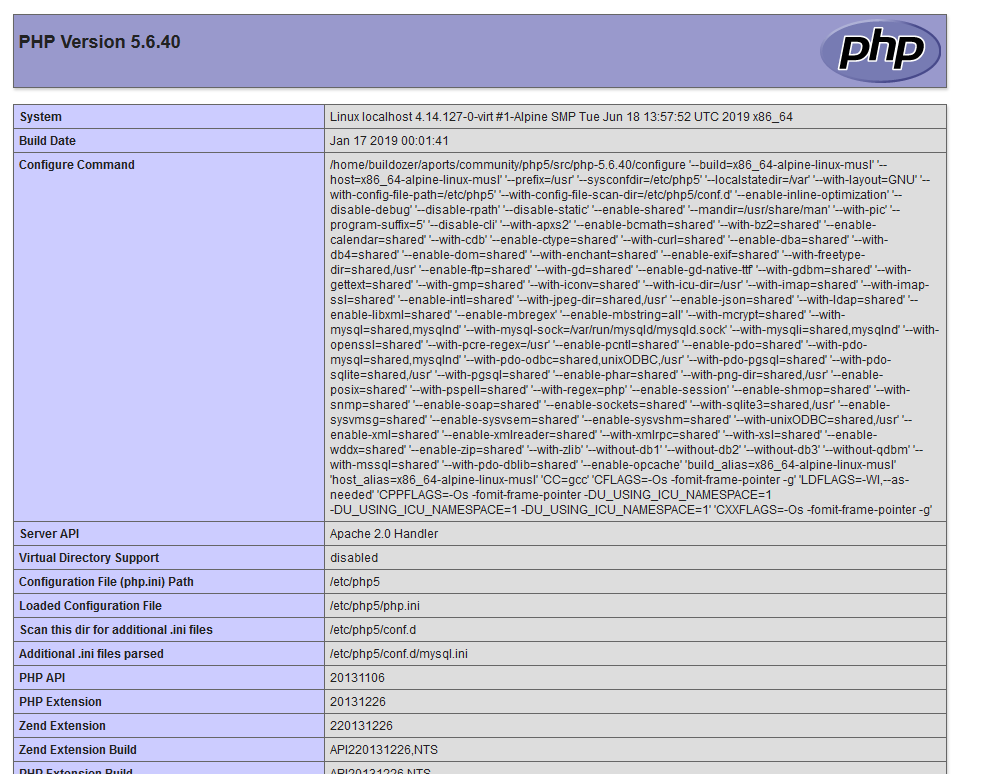 PHP Version 5.6.40
php
System Linux localhost 4.14.127-0-virt #1-Alpine SMP Tue Jun 18 13:57:52 UTC 2019 x86_64
Build Date Jan 17 2019 00:01:41
Configure Command /home/buildozer/aports/community/php5/src/php-5.6.40/configure '--build=x86_64-alpine-linux-musl' '--
host=x86_64-alpine-linux-musl' '--prefix=/usr' '--sysconfdir=/etc/php5' '--localstatedir=/var' '--with-layout=GNU' '--
with-config-file-path=/etc/php5' '--with-config-file-scan-dir=/etc/php5/conf.d' '--enable-inline-optimization' '--
disable-debug' '--disable-rpath' '--disable-static' '--enable-shared' '--mandir=/usr/share/man' '--with-pic' '--
program-suffix=5' '--disable-cli' '--with-apxs2' '--enable-bcmath=shared' '--with-bz2=shared' '--enable-
calendar=shared' '--with-cdb' '--enable-ctype=shared' '--with-curl=shared' '--enable-dba=shared' '--with-
db4=shared' '--enable-dom=shared' '--with-enchant=shared' '--enable-exif=shared' '--with-freetype-
dir=shared,/usr' '--enable-ftp=shared' '--with-gd=shared' '--enable-gd-native-ttf' '--with-gdbm=shared' '--with-
gettext=shared' '--with-gmp=shared' '--with-iconv=shared' '--with-icu-dir=/usr' '--with-imap=shared' '--with-imap-
ssl=shared' '--enable-intl=shared' '--with-jpeg-dir=shared,/usr' '--enable-json=shared' '--with-ldap=shared' '--
enable-libxml=shared' '--enable-mbregex' '--enable-mbstring=all' '--with-mcrypt=shared' '--with-
mysql=shared,mysqlnd' '--with-mysql-sock=/var/run/mysqld/mysqld.sock' '--with-mysqli=shared,mysqlnd' '--with-
openssl=shared' '--with-pcre-regex=/usr' '--enable-pcntl=shared' '--enable-pdo=shared' '--with-pdo-
mysql=shared,mysqlnd' '--with-pdo-odbc=shared,unixODBC,/usr' '--with-pdo-pgsql=shared' '--with-pdo-
sqlite=shared,/usr' '--with-pgsql=shared' '--enable-phar=shared' '--with-png-dir=shared,/usr' '--enable-
posix=shared' '--with-pspell=shared' '--with-regex=php' '--enable-session' '--enable-shmop=shared' '--with-
snmp=shared' '--enable-soap=shared' '--enable-sockets=shared' '--with-sqlite3=shared,/usr' '--enable-
sysvmsg=shared' '--enable-sysvsem=shared' '--enable-sysvshm=shared' '--with-unixODBC=shared,/usr' '--
enable-xml=shared' '--enable-xmlreader=shared' '--with-xmlrpc=shared' '--with-xsl=shared' '--enable-
wddx=shared' '--enable-zip=shared' '--with-zlib' '--without-db1' '--without-db2' '--without-db3' '--without-qdbm' '--
with-mssql=shared' '--with-pdo-dblib=shared' '--enable-opcache' 'build_alias=x86_64-alpine-linux-musl'
'host_alias=x86_64-alpine-linux-musl' 'CC=gcc' 'CFLAGS=-Os -fomit-frame-pointer -g' 'LDFLAGS=-Wl,--as-
needed' 'CPPFLAGS=-Os -fomit-frame-pointer -DU_USING_ICU_NAMESPACE=1
-DU_USING_ICU_NAMESPACE=1 -DU_USING_ICU_NAMESPACE=1' 'CXXFLAGS=-Os -fomit-frame-pointer -g'
Server API Apache 2.0 Handler
Virtual Directory Support disabled
Configuration File (php.ini) Path /etc/php5
Loaded Configuration File /etc/php5/php.ini
Scan this dir for additional .ini files /etc/php5/conf.d
Additional .ini files parsed /etc/php5/conf.d/mysql.ini
PHP API 20131106
PHP Extension 20131226
Zend Extension 220131226
Zend Extension Build API220131226,NTS
PHP Extension Build API20131226,NTS